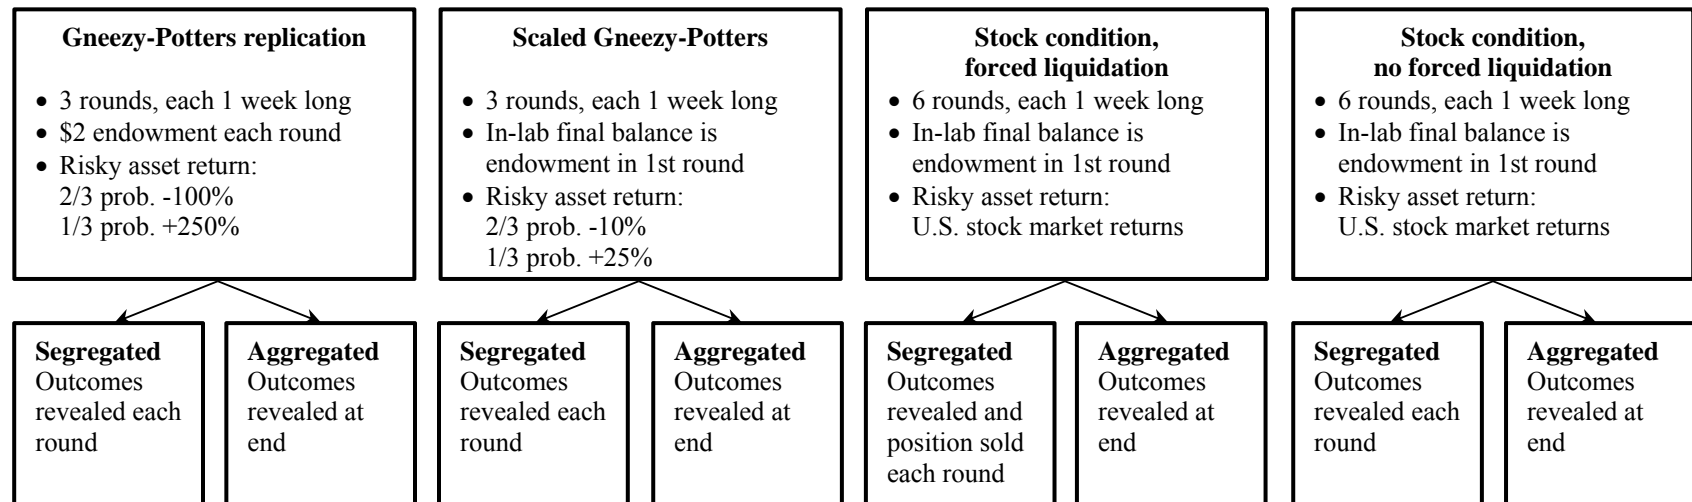 Gneezy-Potters replication
• 3 rounds, each 1 week long
• $2 endowment each round
• Risky asset return:
2/3 prob. -100%
1/3 prob. +250%
Scaled Gneezy-Potters
• 3 rounds, each 1 week long
• In-lab final balance is
endowment in 1st round
• Risky asset return:
2/3 prob. -10%
1/3 prob. +25%
Stock condition,
forced liquidation
• 6 rounds, each 1 week long
• In-lab final balance is
endowment in 1st round
• Risky asset return:
U.S. stock market returns
Stock condition,
no forced liquidation
• 6 rounds, each 1 week long
• In-lab final balance is
endowment in 1st round
• Risky asset return:
U.S. stock market returns
Segregated
Outcomes
revealed each
round
Aggregated
Outcomes
revealed at
end
Segregated
Outcomes
revealed each
round
Aggregated
Outcomes
revealed at
end
Segregated
Outcomes
revealed and
position sold
each round
Aggregated
Outcomes
revealed at
end
Segregated
Outcomes
revealed each
round
Aggregated
Outcomes
revealed at
end